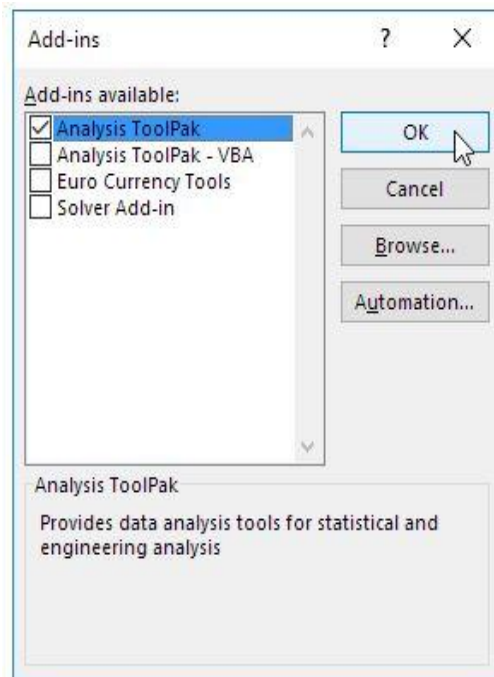 Add-ins ?
Add-ins available:
Analysis ToolPak
Analysis ToolPak - VBA
Euro Currency Tools
Solver Add-in
OK
Cancel
Browse...
Automation...
Analysis ToolPak
Provides data analysis tools for statistical and
engineering analysis